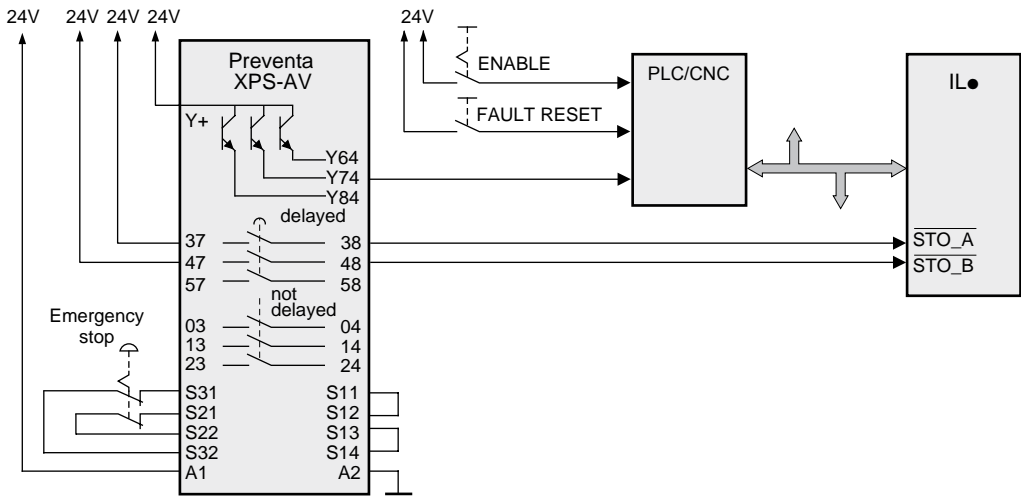 24V 24V 24V 24V 24V
Preventa
XPS-AV
Y+
Y64
Y74
Y84
delayed
37 38
47 48
57 58
not
delayed
03 04
13 14
23 24
Emergency
stop
S31 S11
S21 S12
S22 S13
S32 S14
A1 A2
ENABLE
FAULT RESET
PLC/CNC
IL●
STO_A
STO_B